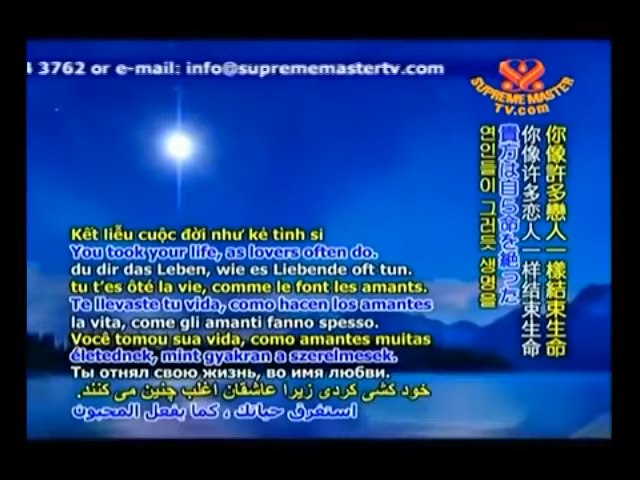 3762 or e-mail: info@suprememastertv.com
SUPREME MASTER
TV.com
Kết liễu cuộc đời như kẻ tình si
You took your life, as lovers often do.
du dir das Leben, wie es Liebende oft tun.
tu t'es ôté la vie, comme le font les amants.
Te llevaste tu vida, como hacen los amantes
la vita, come gli amanti fanno spesso.
Você tomou sua vida, como amantes muitas
életednek, mint gyakran a szerelmesek.
Ты отнял свою жизнь, во имя любви.
خود کشی کردی زیرا عاشقان اغلب چنین می کنند.
استغرق حياتك ، كما يفعل المحبون
你像許多戀人一樣結束生命
你像许多恋人一样结束生命
貴方は自ら命を絶った
연인들이 그러듯 생명을